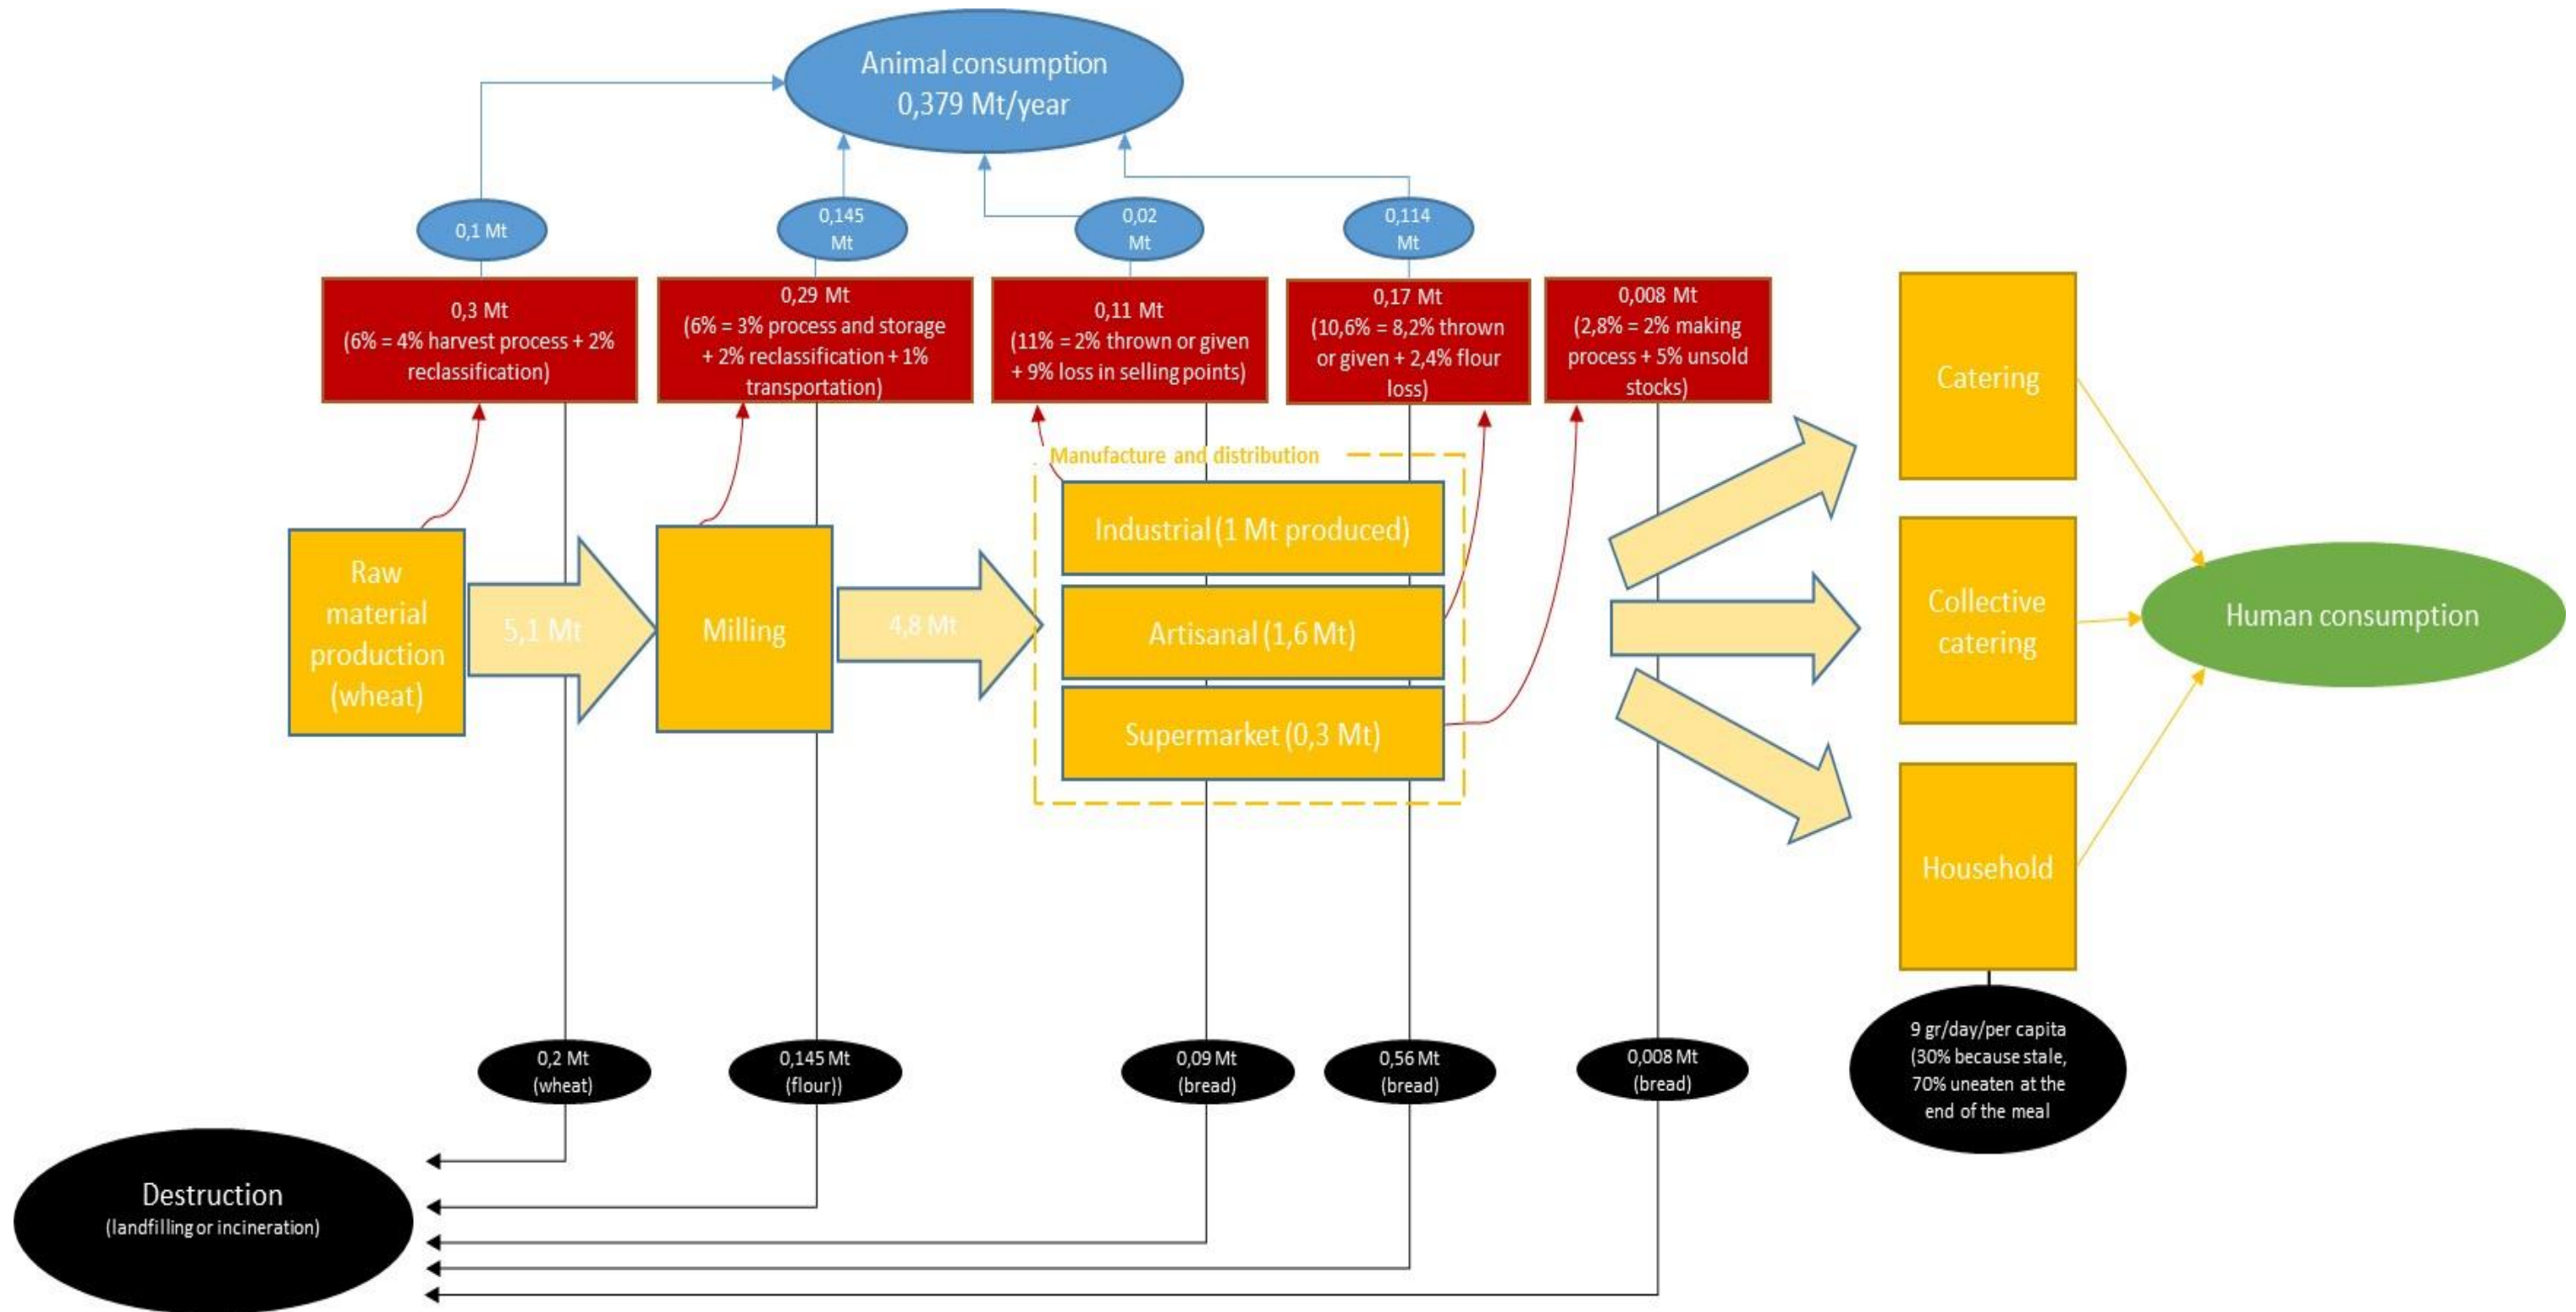 Animal consumption
0,379 Mt/year
0,1 Mt
0,145
Mt
0,02
Mt
0,114
Mt
0,3 Mt
(6% = 4% harvest process + 2%
reclassification)
0,29 Mt
(6% = 3% process and storage
+ 2% reclassification + 1%
transportation)
0,11 Mt
(11% = 2% thrown or given
+ 9% loss in selling points)
0,17 Mt
(10,6% = 8,2% thrown
or given + 2,4% flour
loss)
0,008 Mt
(2,8% = 2% making
process + 5% unsold
stocks)
Manufacture and distribution
Raw
material
production
(wheat)
5,1 Mt
Milling
4,8 Mt
Industrial (1 Mt produced)
Artisanal (1,6 Mt)
Supermarket (0,3 Mt)
Catering
Collective
catering
Household
Human consumption
0,2 Mt
(wheat)
0,145 Mt
(flour))
0,09 Mt
(bread)
0,56 Mt
(bread)
0,008 Mt
(bread)
9 gr/day/per capita
(30% because stale,
70% uneaten at the
end of the meal
Destruction
(landfilling or incineration)